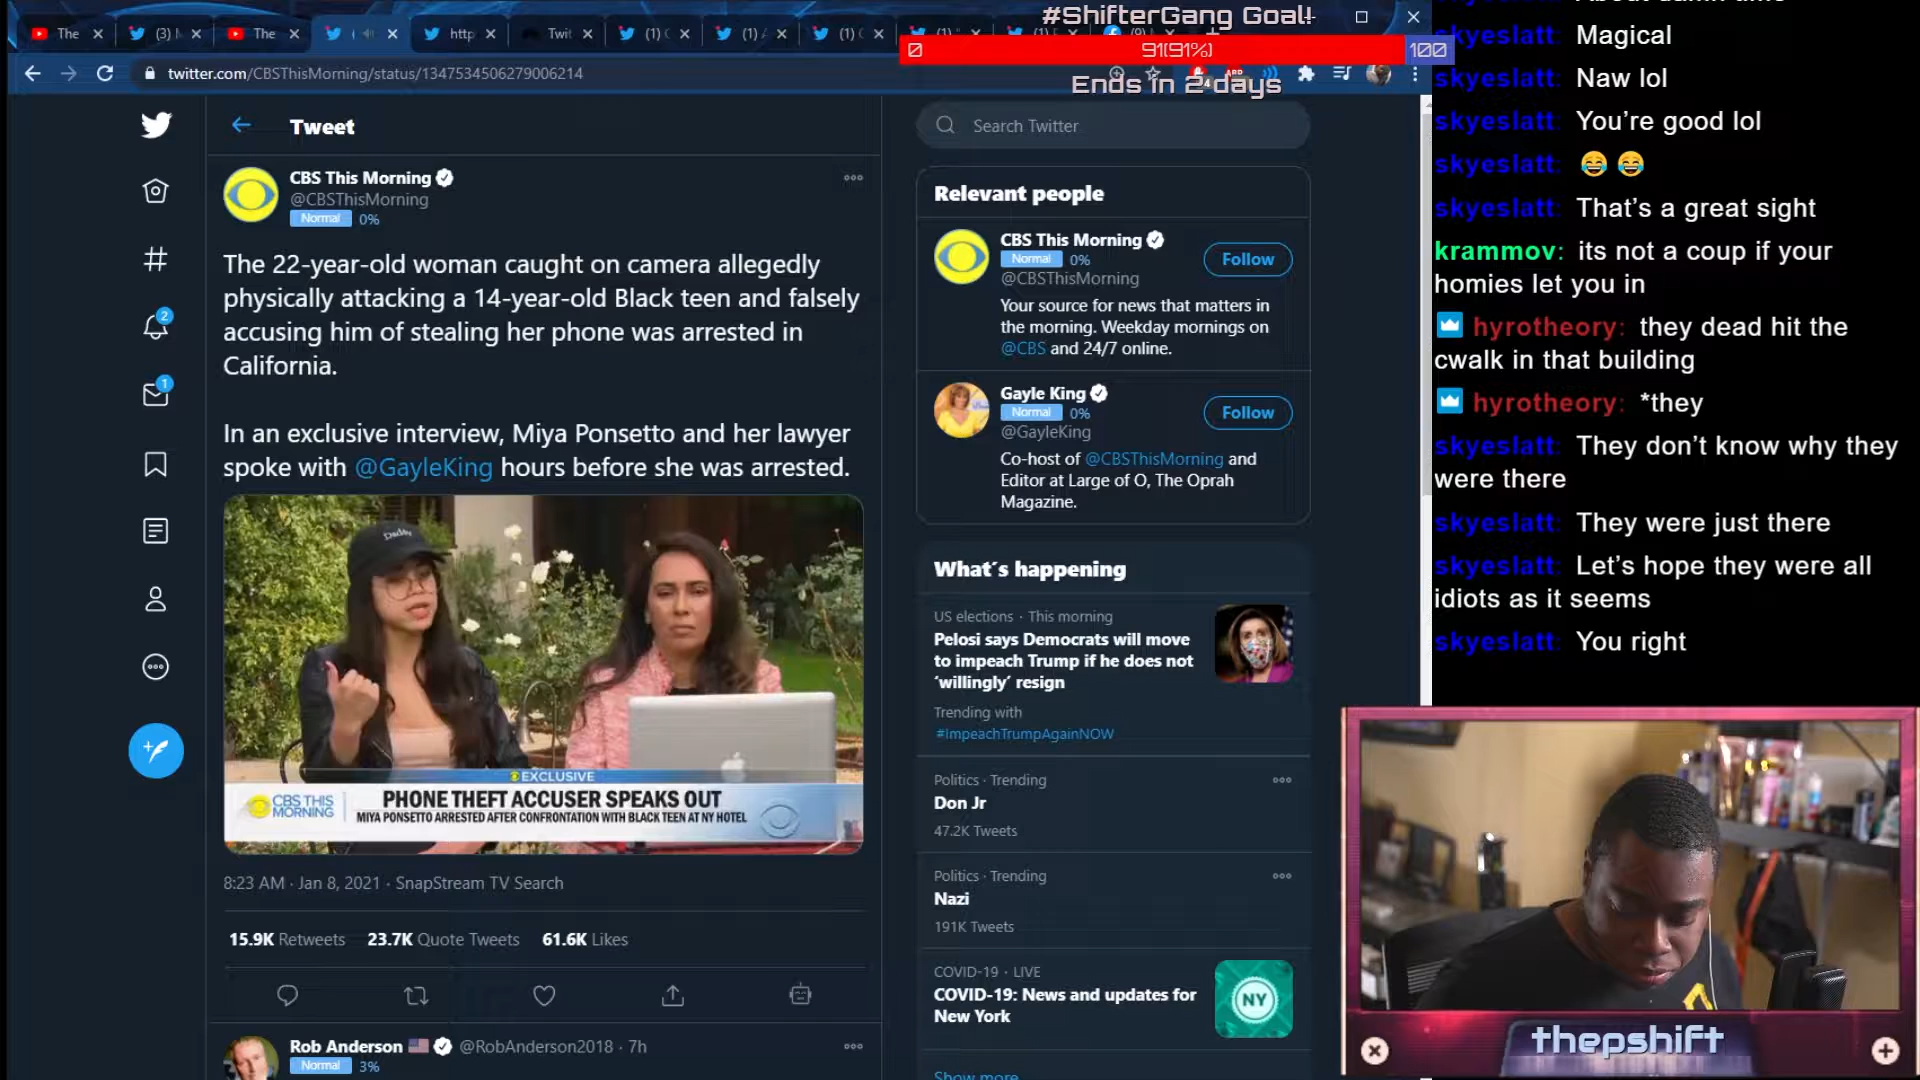 #ShifterGang Goal!
The
(3)
The
http
Twit
(1)
(1)
(1)
0 91(91%) 100
Ends in 2 days
twitter.com/CBSThisMorning/status/1347534506279006214
Tweet
Search Twitter
CBS This Morning
@CBSThisMorning
Normal 0%
The 22-year-old woman caught on camera allegedly
physically attacking a 14-year-old Black teen and falsely
accusing him of stealing her phone was arrested in
California.
In an exclusive interview, Miya Ponsetto and her lawyer
spoke with @GayleKing hours before she was arrested.
Daddy
EXCLUSIVE
CBS THIS
MORNING
PHONE THEFT ACCUSER SPEAKS OUT
MIYA PONSETTO ARRESTED AFTER CONFRONTATION WITH BLACK TEEN AT NY HOTEL
8:23 AM · Jan 8, 2021 · SnapStream TV Search
15.9K Retweets 23.7K Quote Tweets 61.6K Likes
Rob Anderson @RobAnderson2018 · 7h
Normal 3%
2
1
Relevant people
CBS This Morning
Normal 0%
@CBSThisMorning
Follow
Your source for news that matters in
the morning. Weekday mornings on
@CBS and 24/7 online.
Gayle King
Normal 0%
@GayleKing
Follow
Co-host of @CBSThisMorning and
Editor at Large of O, The Oprah
Magazine.
What's happening
US elections · This morning
Pelosi says Democrats will move
to impeach Trump if he does not
'willingly' resign
Trending with
#ImpeachTrumpAgainNOW
Politics · Trending
Don Jr
47.2K Tweets
Politics · Trending
Nazi
191K Tweets
COVID-19 · LIVE
COVID-19: News and updates for
New York
NY
Show more
skyeslatt: Magical
skyeslatt: Naw lol
skyeslatt: You're good lol
skyeslatt: 😂 😂
skyeslatt: That's a great sight
krammov: its not a coup if your
homies let you in
hyrotheory: they dead hit the
cwalk in that building
hyrotheory: *they
skyeslatt: They don't know why they
were there
skyeslatt: They were just there
skyeslatt: Let's hope they were all
idiots as it seems
skyeslatt: You right
thepshift